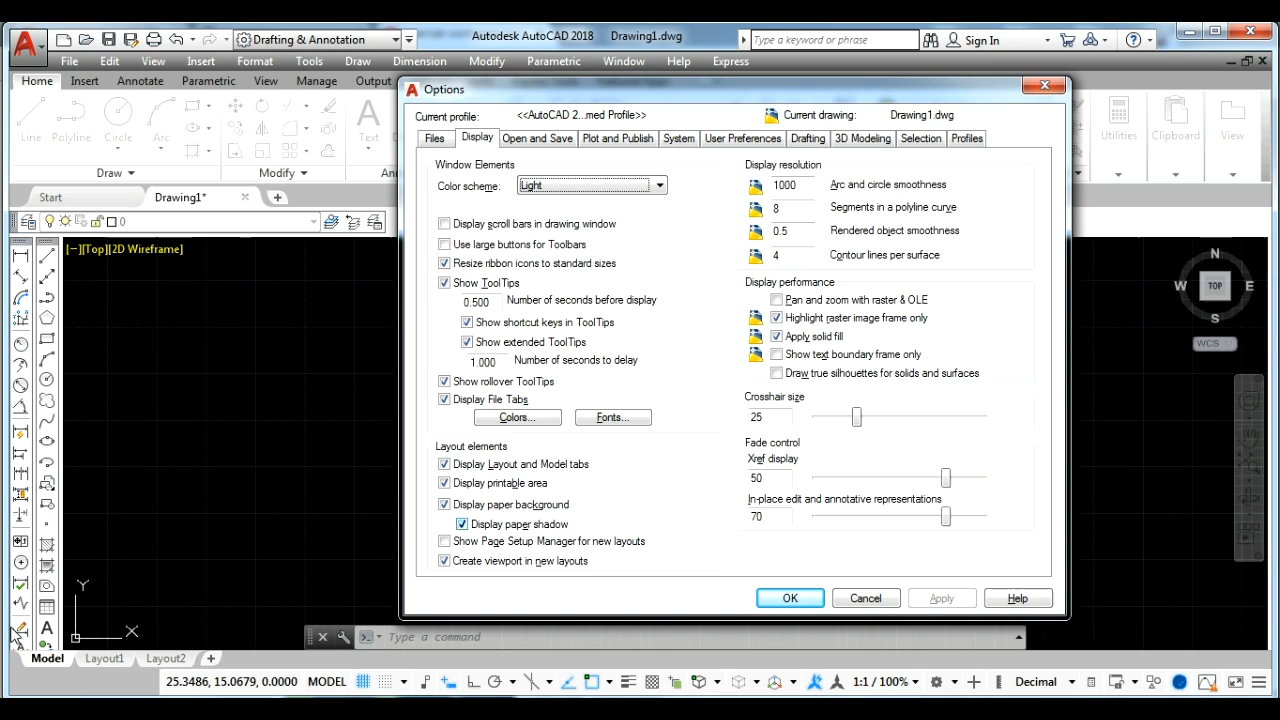 Drafting & Annotation
Autodesk AutoCAD 2018 Drawing1.dwg
Type a keyword or phrase
Sign In
File Edit View Insert Format Tools Draw Dimension Modify Parametric Window Help Express
Home Insert Annotate Parametric View Manage Output
Line Polyline Circle Arc Text
Utilities Clipboard View
Draw Modify
Start Drawing1*
0
[−][Top][2D Wireframe]
Options
Current profile: <<AutoCAD 2...med Profile>> Current drawing: Drawing1.dwg
Files Display Open and Save Plot and Publish System User Preferences Drafting 3D Modeling Selection Profiles
Window Elements
Color scheme: Light
Display scroll bars in drawing window
Use large buttons for Toolbars
Resize ribbon icons to standard sizes
Show ToolTips
0.500 Number of seconds before display
Show shortcut keys in ToolTips
Show extended ToolTips
1.000 Number of seconds to delay
Show rollover ToolTips
Display File Tabs
Colors... Fonts...
Layout elements
Display Layout and Model tabs
Display printable area
Display paper background
Display paper shadow
Show Page Setup Manager for new layouts
Create viewport in new layouts
Display resolution
1000 Arc and circle smoothness
8 Segments in a polyline curve
0.5 Rendered object smoothness
4 Contour lines per surface
Display performance
Pan and zoom with raster & OLE
Highlight raster image frame only
Apply solid fill
Show text boundary frame only
Draw true silhouettes for solids and surfaces
Crosshair size
25
Fade control
Xref display
50
In-place edit and annotative representations
70
OK Cancel Apply Help
N
W TOP E
S
WCS
Y
X
Type a command
Model Layout1 Layout2
25.3486, 15.0679, 0.0000 MODEL 1:1 / 100% Decimal